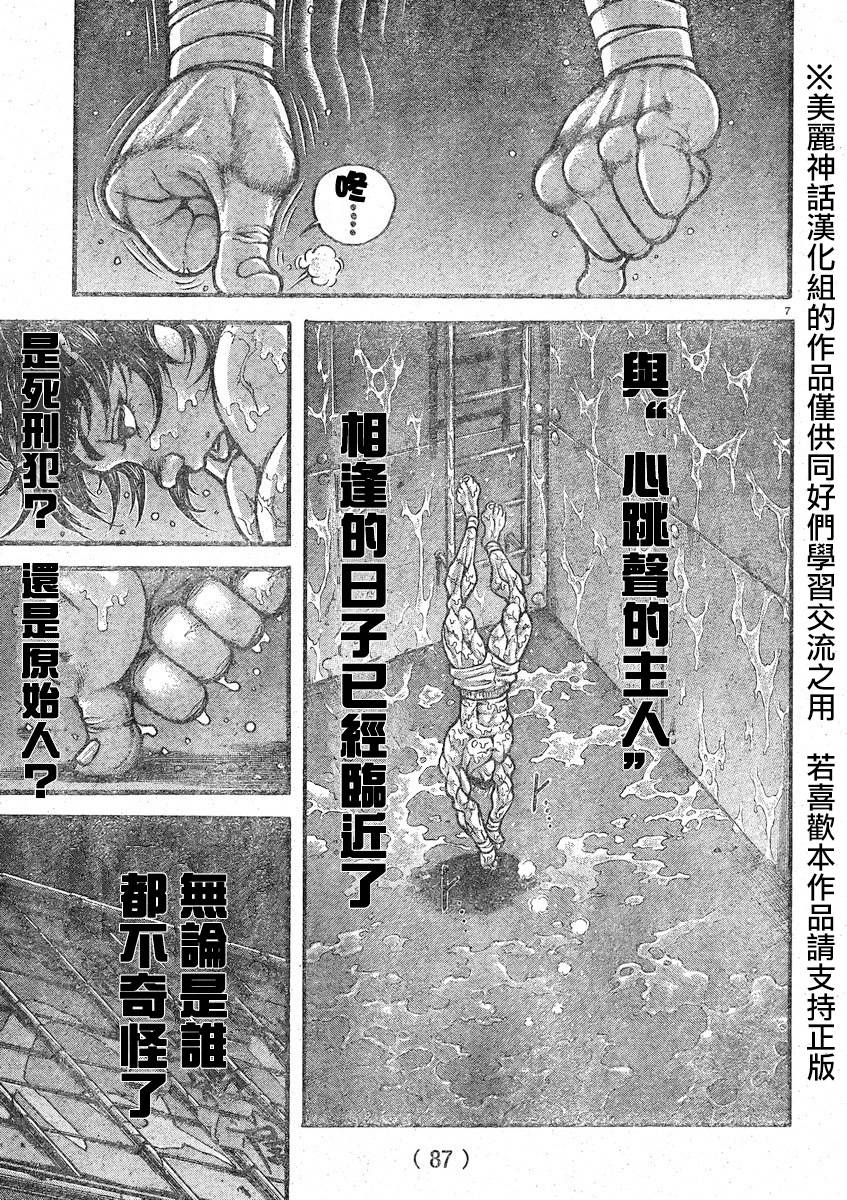 ※美麗神話漢化組的作品僅供同好們學習交流之用　若喜歡本作品請支持正版
咚……
7
與“心跳聲的主人”
相逢的日子已經臨近了
ト…
ト…
是死刑犯？
還是原始人？
無論是誰
都不奇怪了
(87)